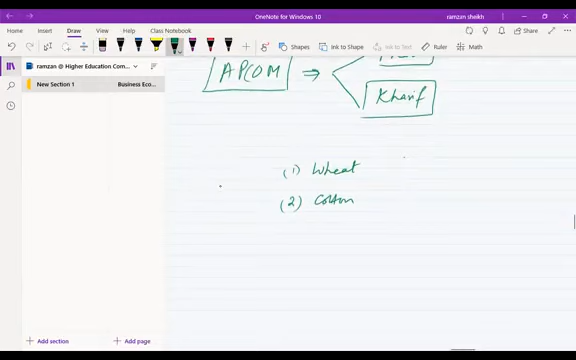 OneNote for Windows 10
ramzan sheikh
Home Insert Draw View Help Class Notebook
Shapes Ink to Shape Ink to Text Ruler Math
ramzan @ Higher Education Com...
New Section 1 Business Eco...
APCOM ⇒
Kharif
(1) Wheat
(2) Cotton
+ Add section + Add page